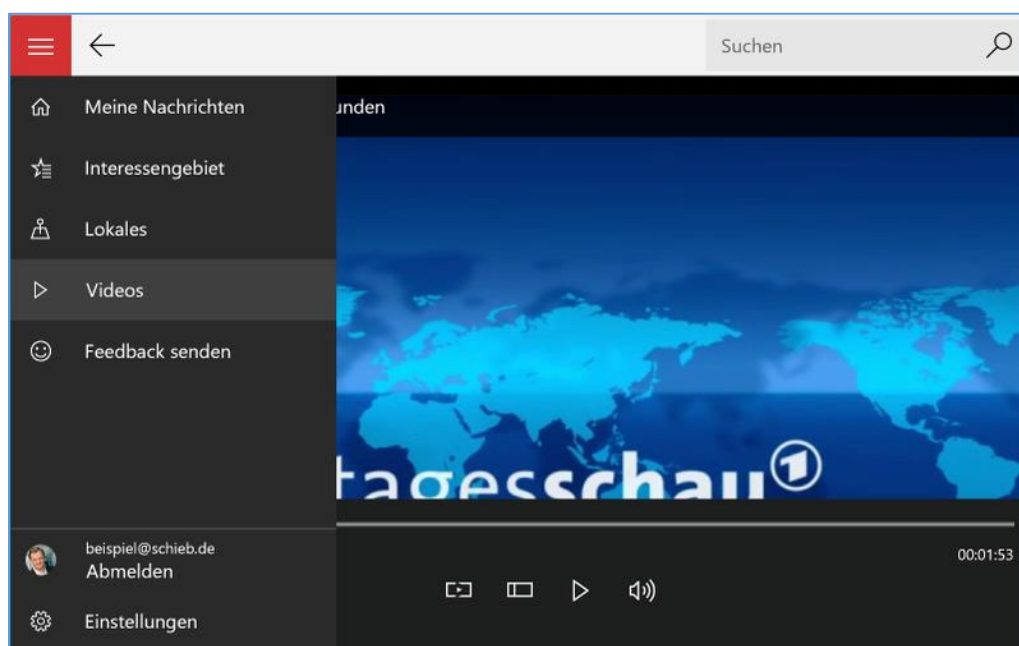 Suchen
Meine Nachrichten
unden
Interessengebiet
Lokales
Videos
Feedback senden
tagesschau
beispiel@schieb.de
Abmelden
00:01:53
Einstellungen